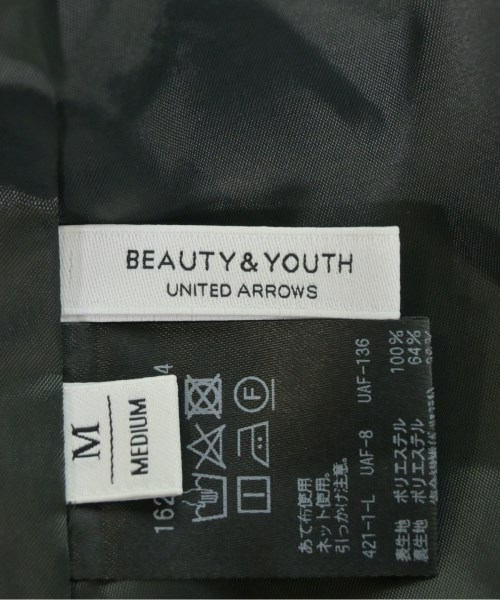 BEAUTY & YOUTH
UNITED ARROWS
M
MEDIUM
162
4
F
あて布使用。
ネット使用。
引っかけ注意。
421-1-L UAF-8 UAF-136
表生地 ポリエステル 100%
裏生地 ポリエステル 64%